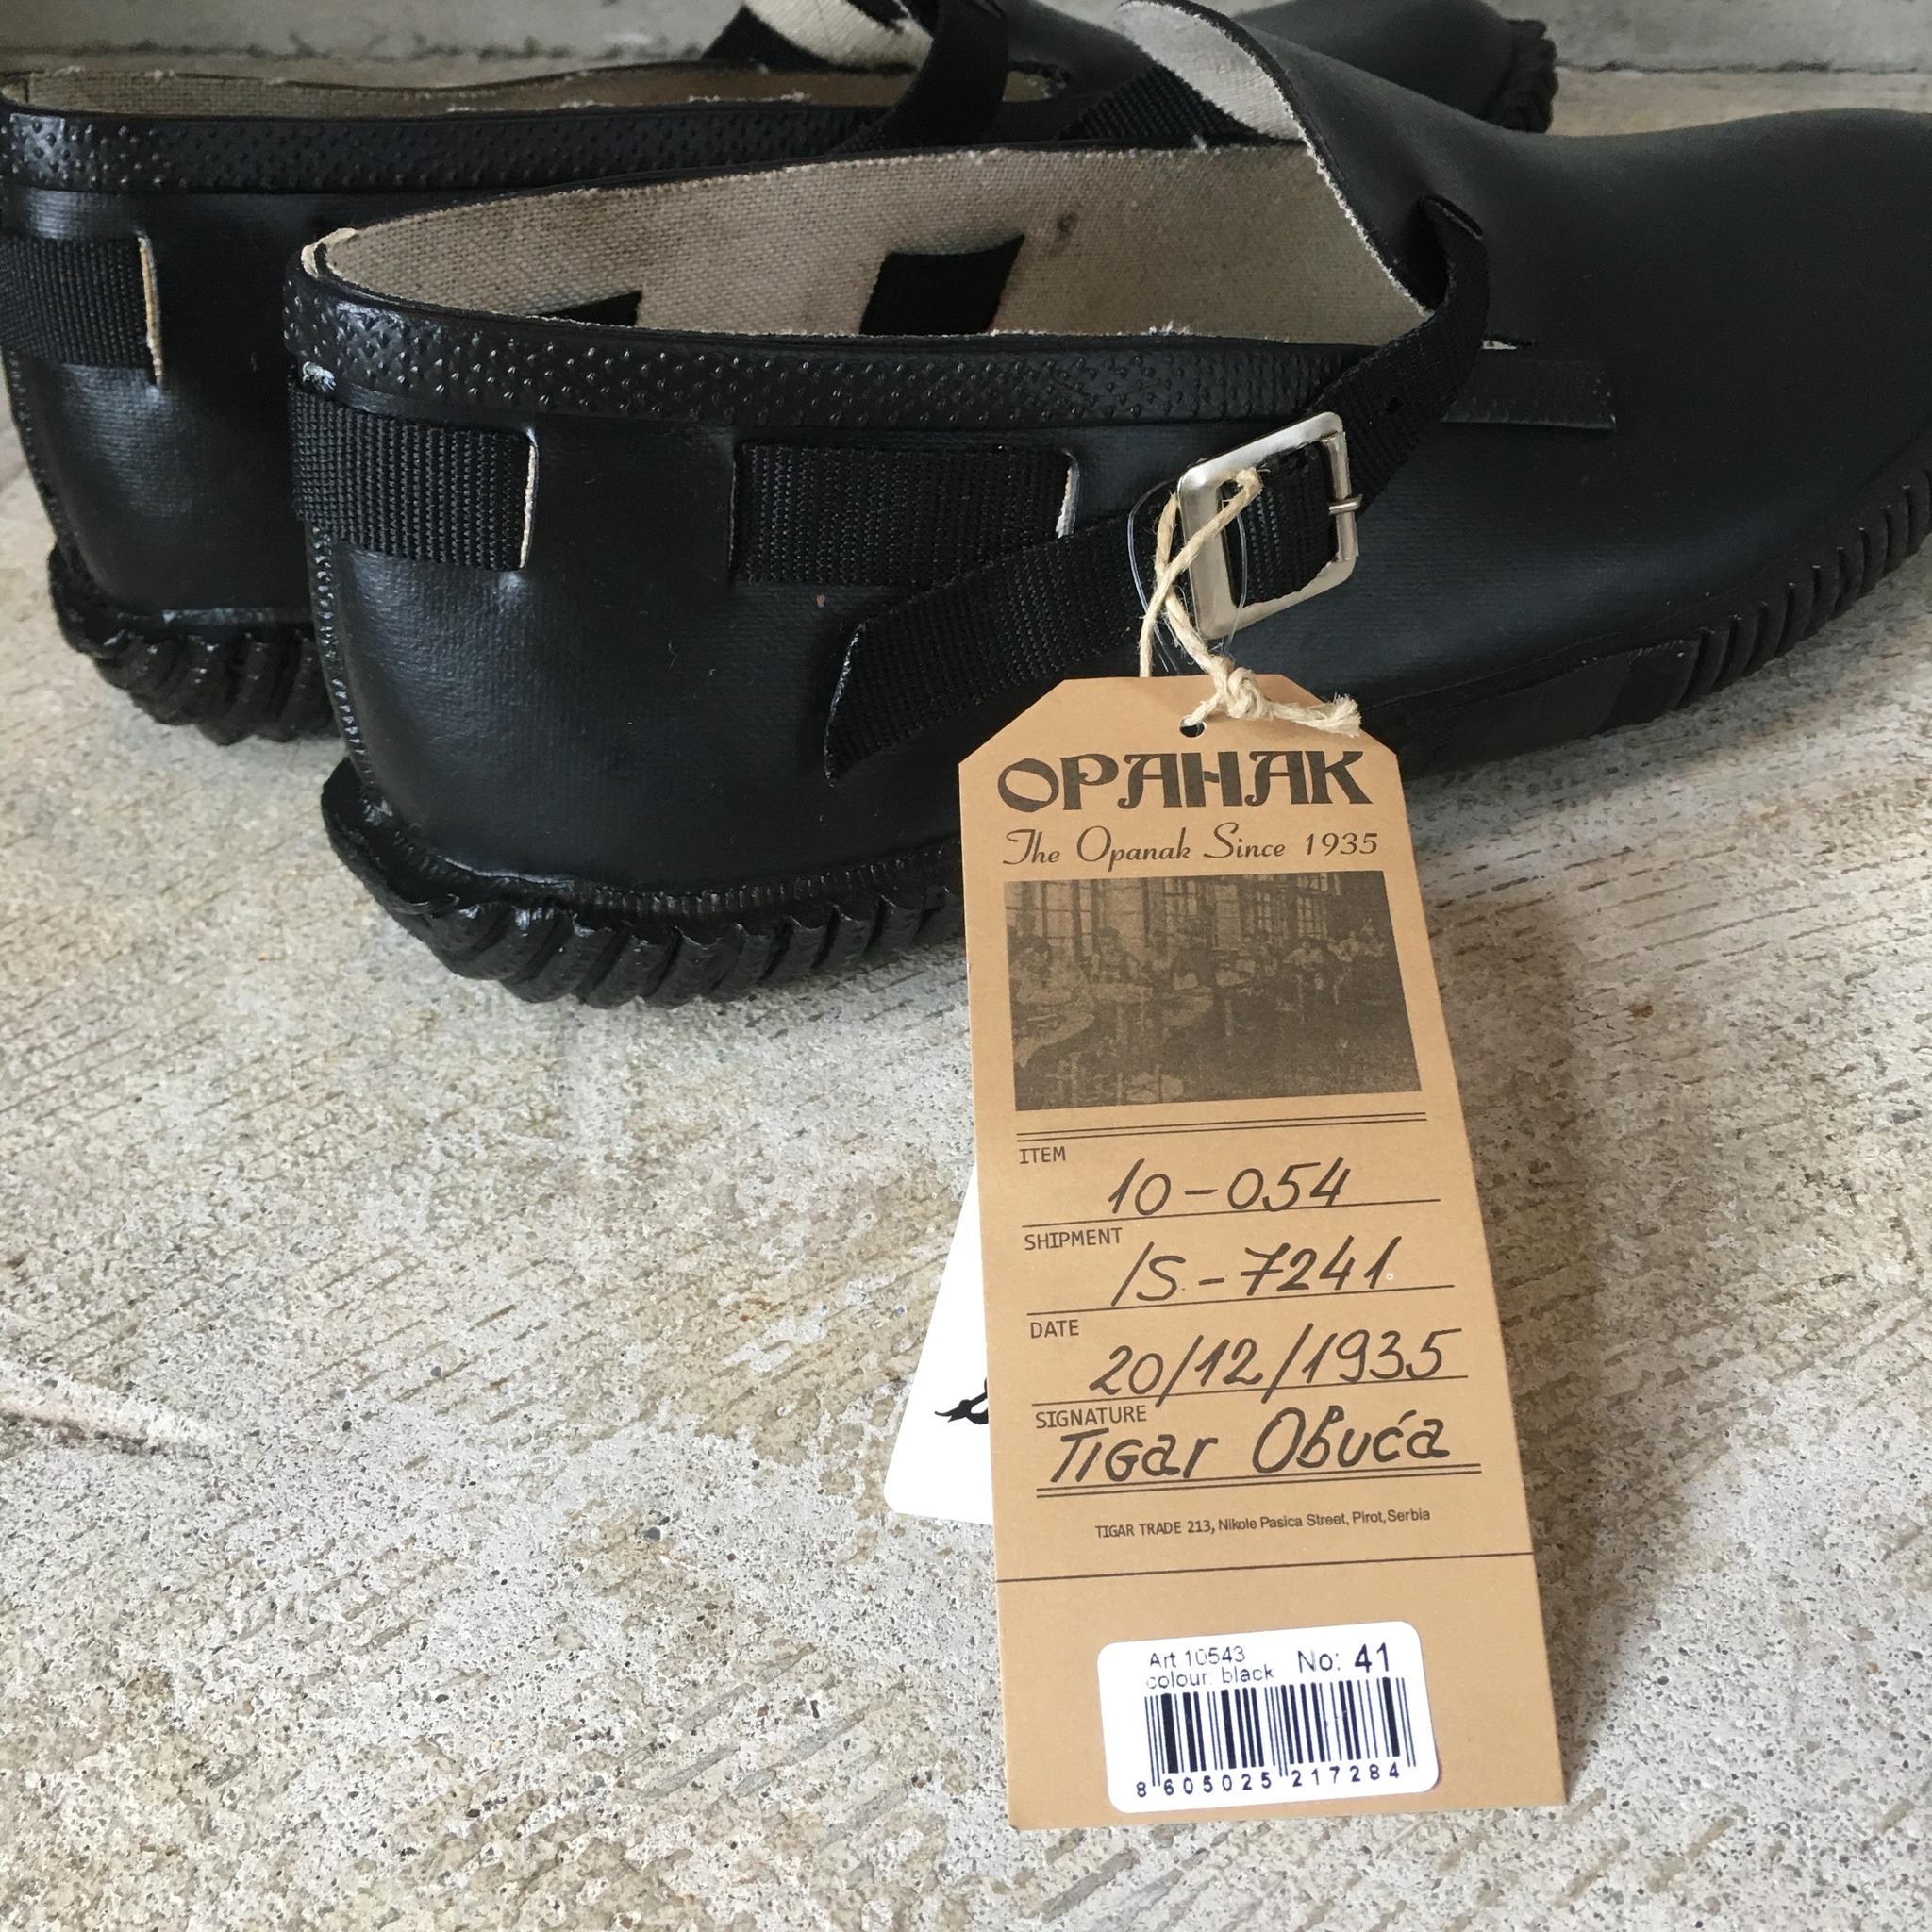 ОРАНАК
The Opanak Since 1935
ITEM
10-054
SHIPMENT
IS-7241
DATE
20/12/1935
SIGNATURE
TIGar Obuća
TIGAR TRADE 213, Nikole Pasica Street, Pirot, Serbia
Art 10543 No: 41
colour: black
8 605025 217284